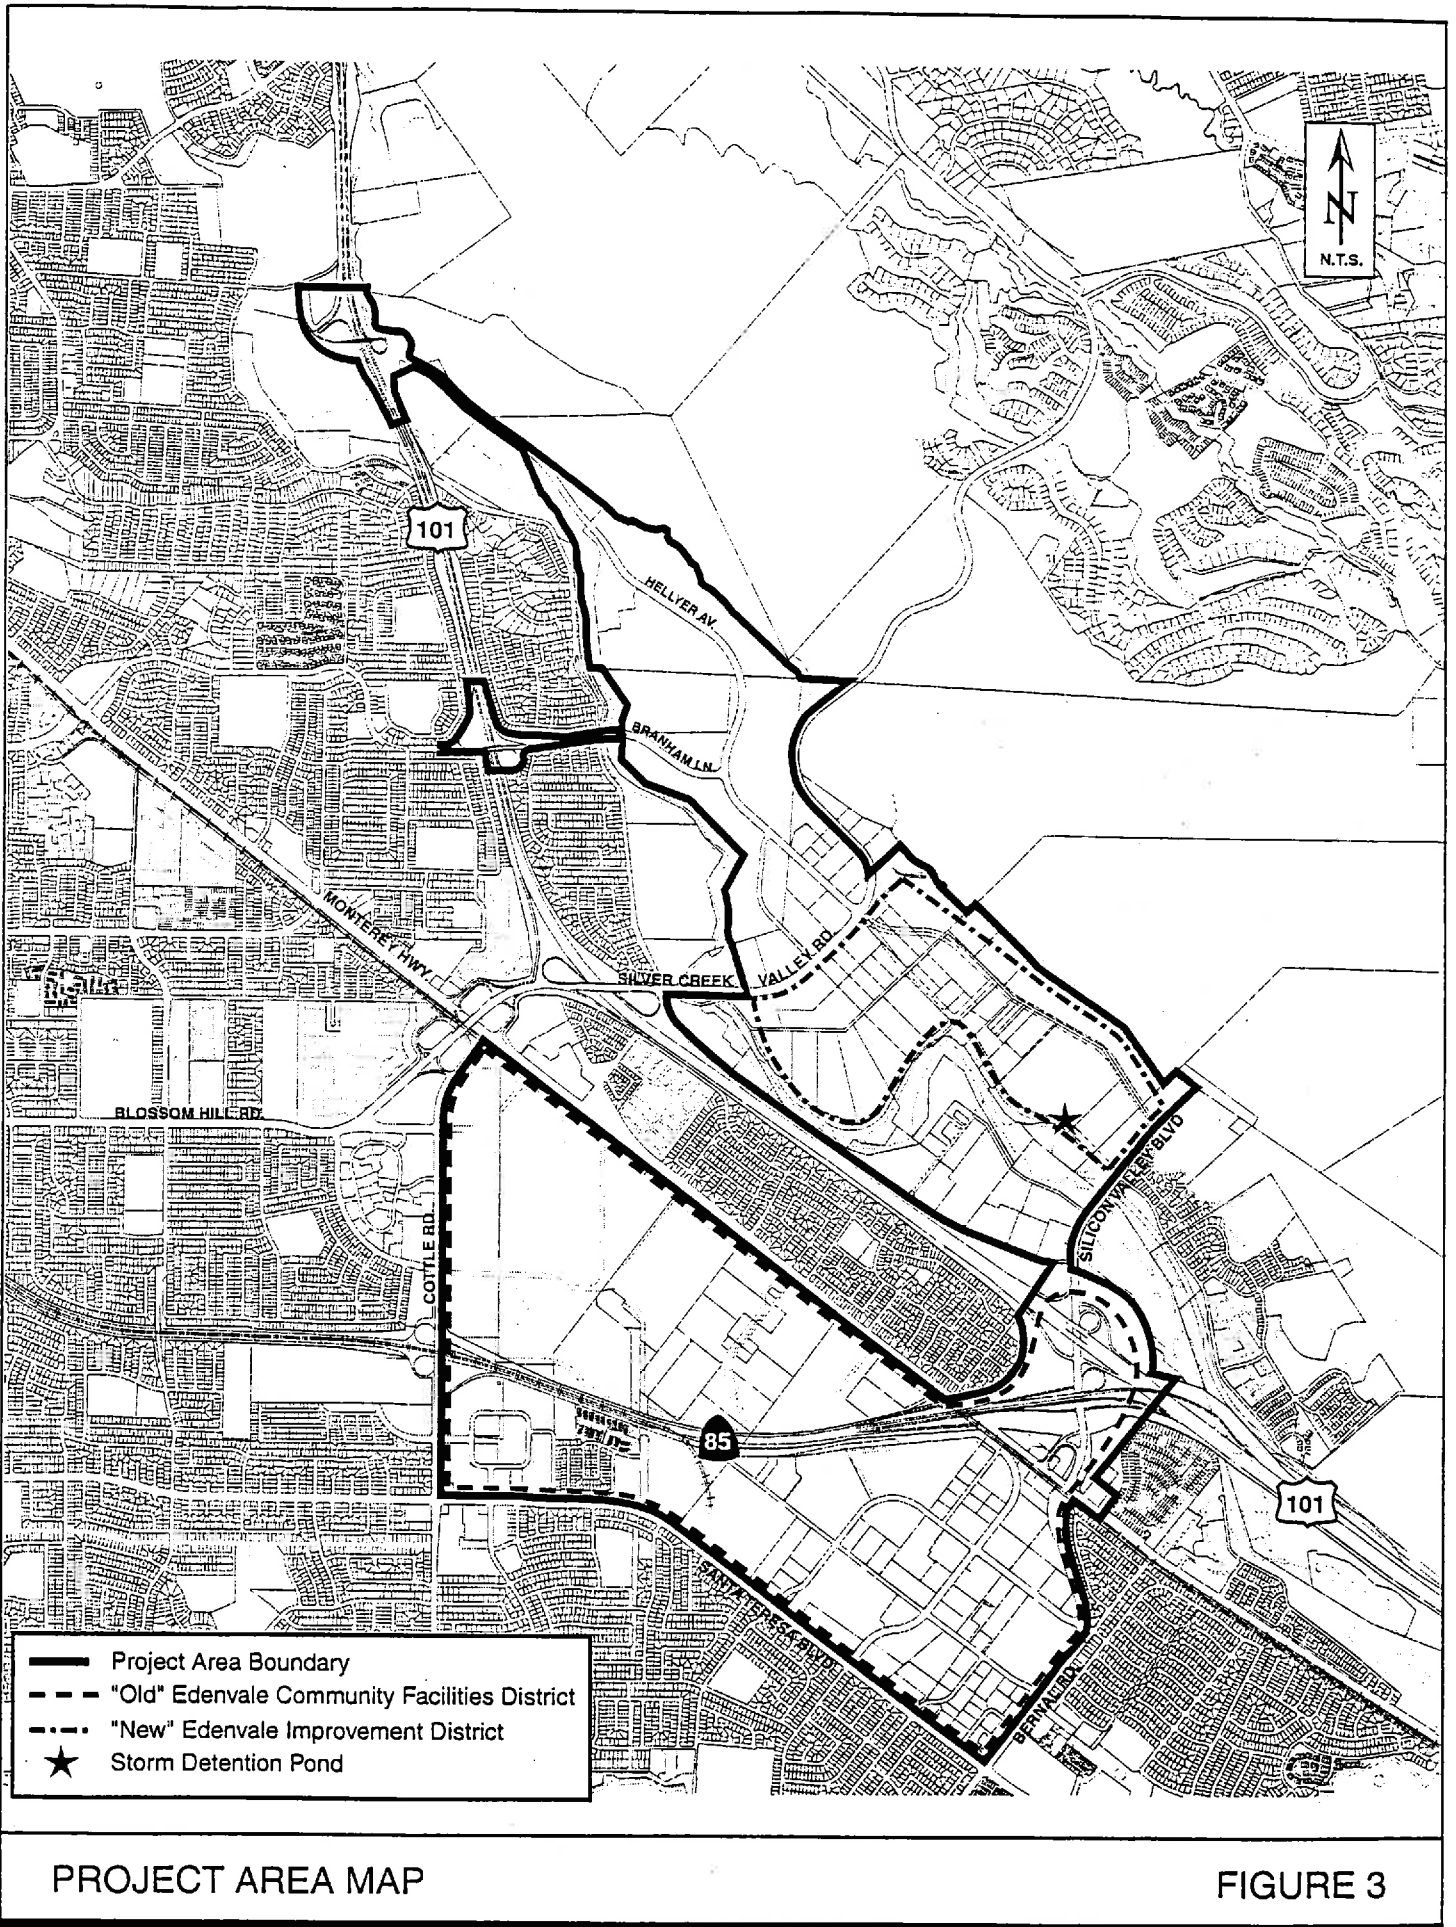 N
N.T.S.
101
HELLYER AV.
BRANHAM LN.
MONTEREY HWY.
SILVER CREEK VALLEY RD.
BLOSSOM HILL RD.
SILICON VALLEY BLVD
COTTLE RD.
85
101
SANTA TERESA BLVD.
BERNAL RD.
Project Area Boundary
"Old" Edenvale Community Facilities District
"New" Edenvale Improvement District
Storm Detention Pond
PROJECT AREA MAP
FIGURE 3